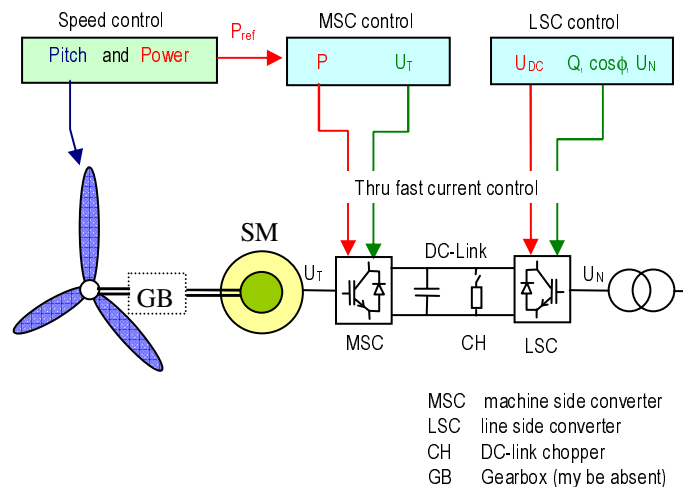 Speed control
MSC control
LSC control
Pitch and Power
Pref
P UT
UDC Q, cosϕ, UN
Thru fast current control
SM
DC-Link
UT
UN
GB
MSC
CH
LSC
MSC machine side converter
LSC line side converter
CH DC-link chopper
GB Gearbox (my be absent)